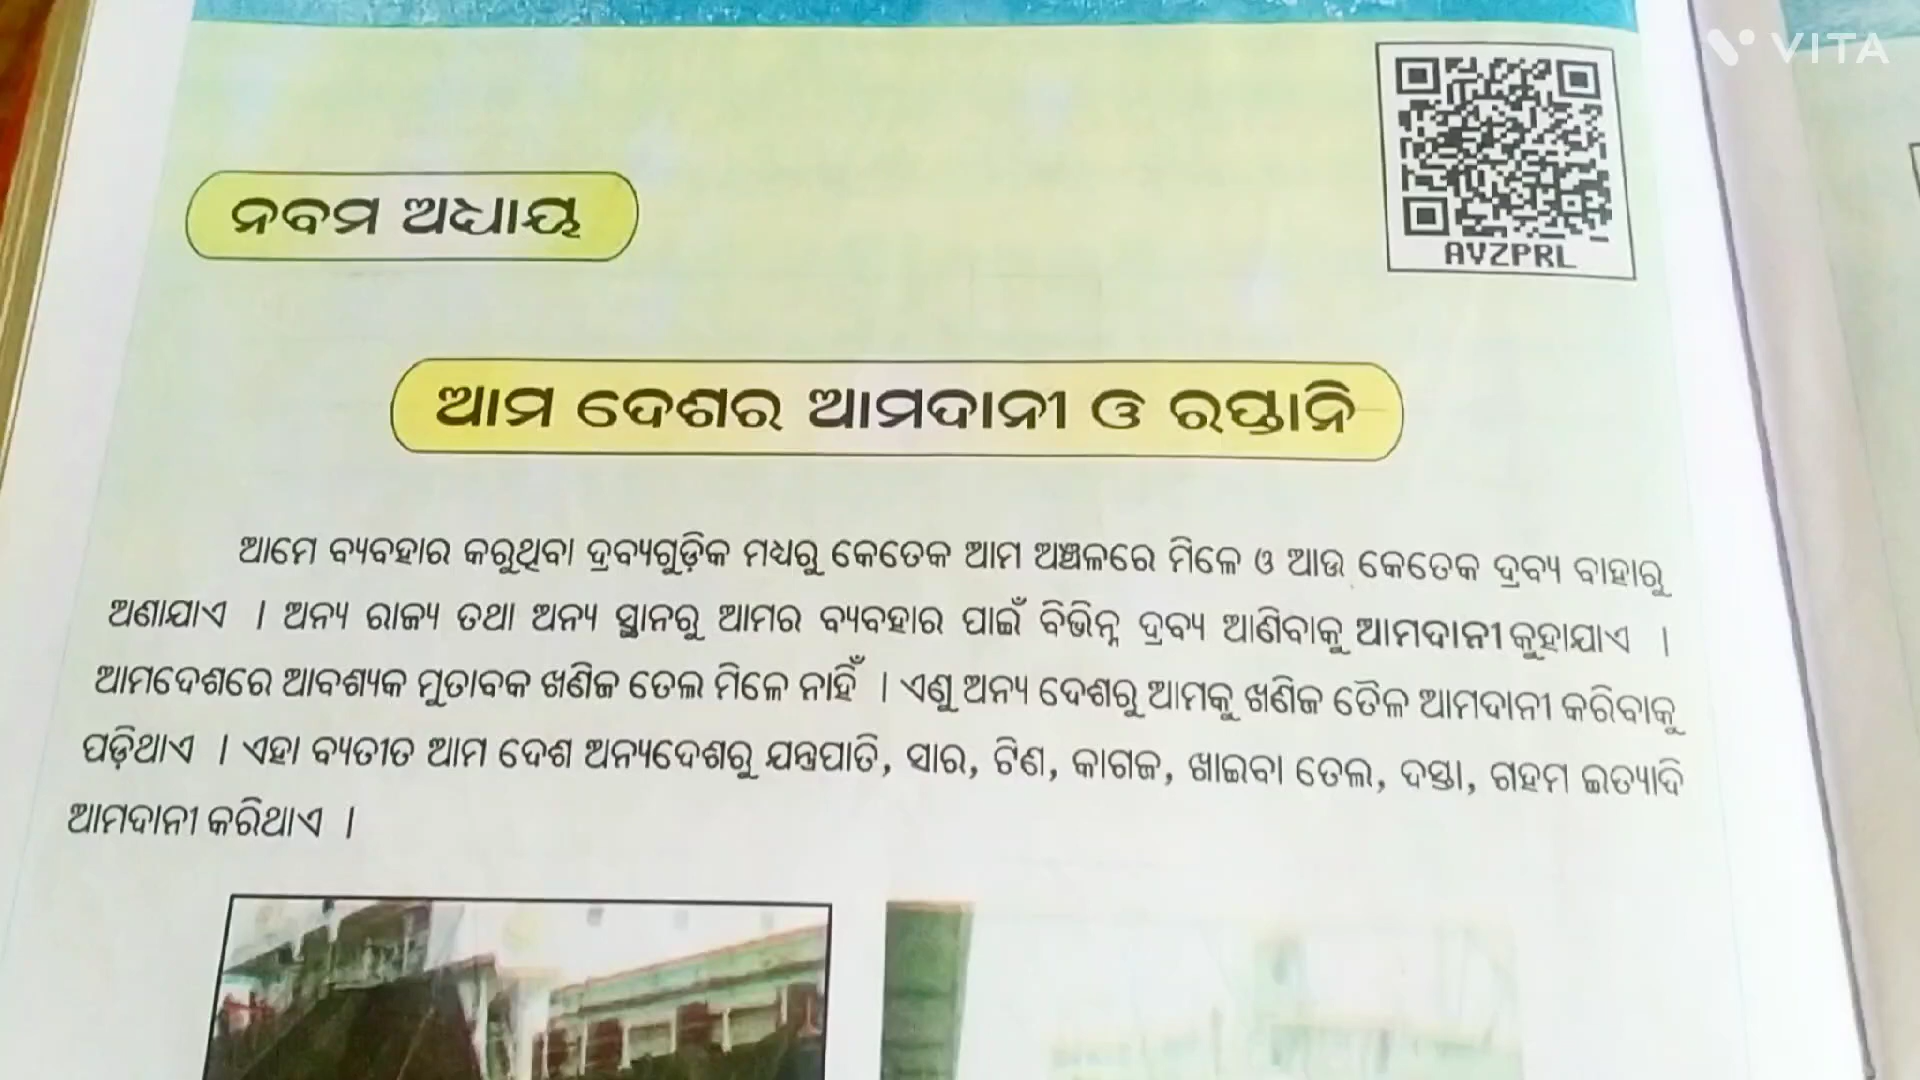 VITA
AVZPRL
ନବମ ଅଧ୍ୟାୟ
ଆମ ଦେଶର ଆମଦାନୀ ଓ ରପ୍ତାନି
ଆମେ ବ୍ୟବହାର କରୁଥିବା ଦ୍ରବ୍ୟଗୁଡ଼ିକ ମଧ୍ୟରୁ କେତେକ ଆମ ଅଞ୍ଚଳରେ ମିଳେ ଓ ଆଉ କେତେକ ଦ୍ରବ୍ୟ ବାହାରୁ
ଅଣାଯାଏ । ଅନ୍ୟ ରାଜ୍ୟ ତଥା ଅନ୍ୟ ସ୍ଥାନରୁ ଆମର ବ୍ୟବହାର ପାଇଁ ବିଭିନ୍ନ ଦ୍ରବ୍ୟ ଆଣିବାକୁ ଆମଦାନୀ କୁହାଯାଏ ।
ଆମଦେଶରେ ଆବଶ୍ୟକ ମୁତାବକ ଖଣିଜ ତେଲ ମିଳେ ନାହିଁ । ଏଣୁ ଅନ୍ୟ ଦେଶରୁ ଆମକୁ ଖଣିଜ ତୈଳ ଆମଦାନୀ କରିବାକୁ
ପଡ଼ିଥାଏ । ଏହା ବ୍ୟତୀତ ଆମ ଦେଶ ଅନ୍ୟଦେଶରୁ ଯନ୍ତ୍ରପାତି, ସାର, ଟିଣ, କାଗଜ, ଖାଇବା ତେଲ, ଦସ୍ତା, ଗହମ ଇତ୍ୟାଦି
ଆମଦାନୀ କରିଥାଏ ।